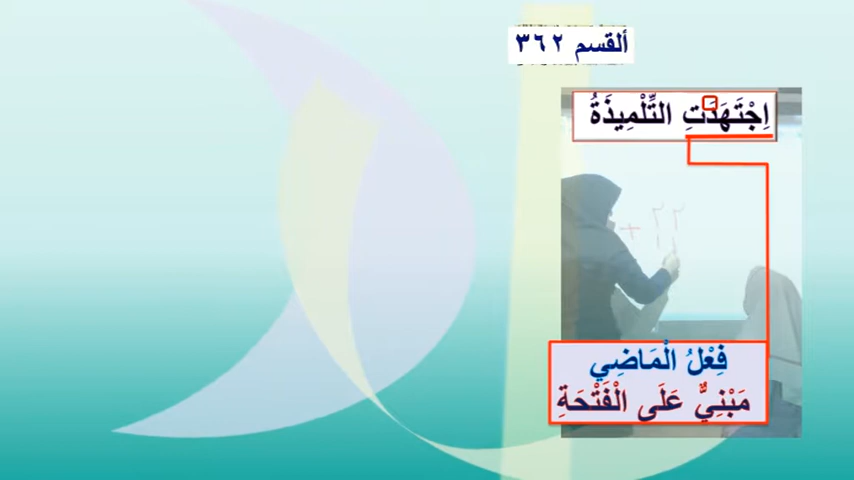 ألقسم ٣٦٢
اِجْتَهَدَتِ التِّلْمِيذَةُ
فِعْلُ الْمَاضِي
مَبْنِيٌّ عَلَى الْفَتْحَةِ